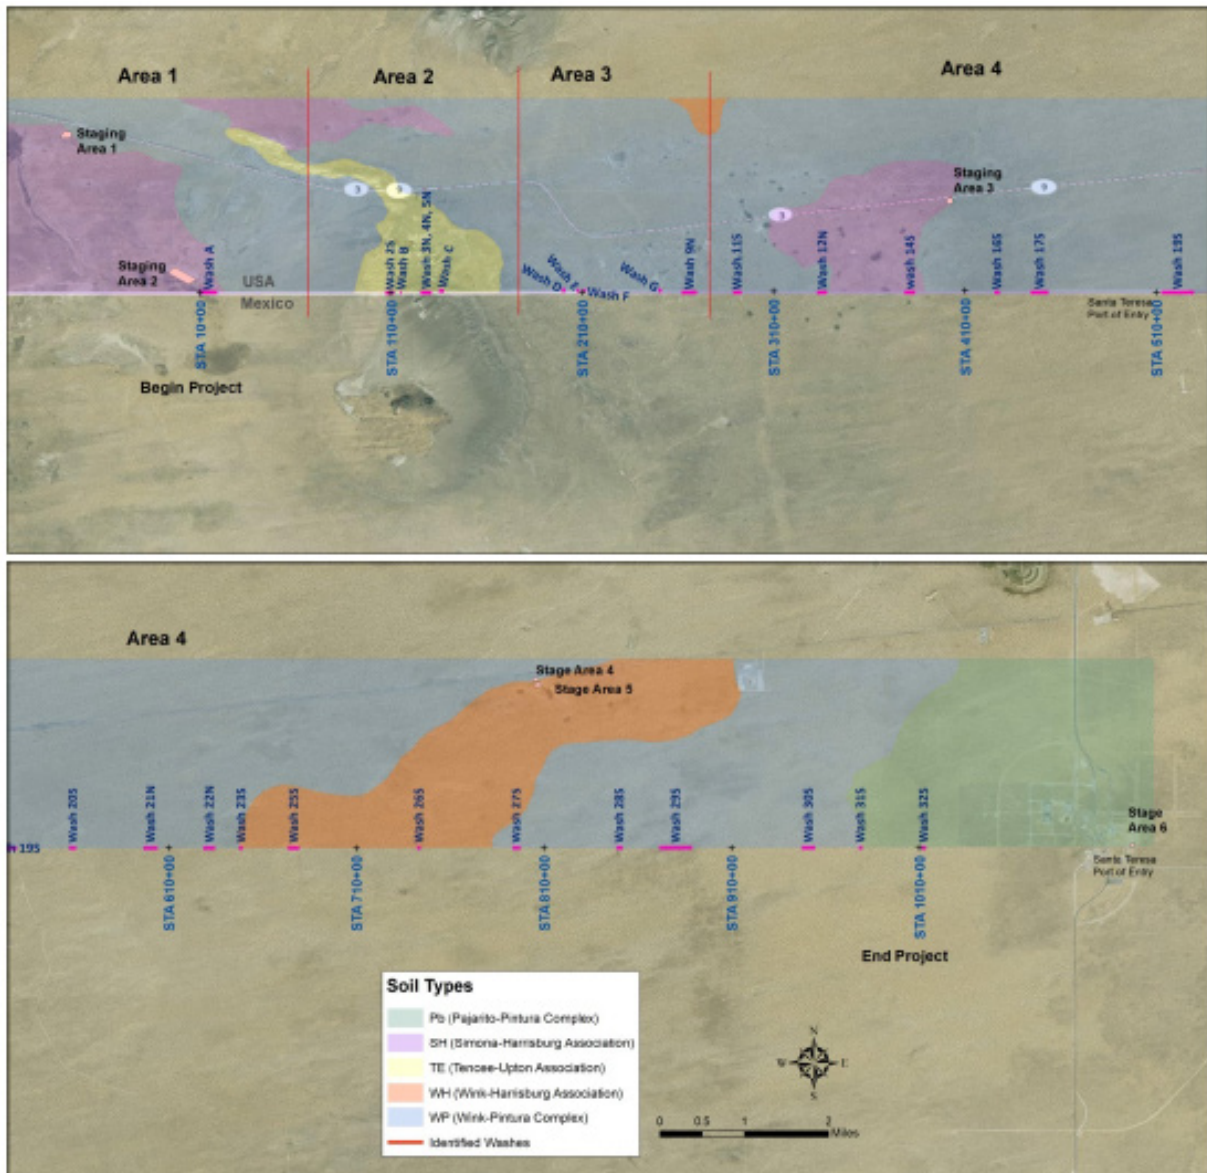 Area 1
Area 2
Area 3
Area 4
Staging
Area 1
Staging
Area 3
3
9
3
9
Staging
Area 2
USA
Mexico
Wash A
Wash 2S
Wash B
Wash 3N, 4N, 5N
Wash C
Wash D
Wash F
Wash G
Wash 9N
Wash 11S
Wash 12N
Wash 14S
Wash 16S
Wash 17S
Wash 19S
Santa Teresa
Port of Entry
STA 10+00
STA 110+00
STA 210+00
STA 310+00
STA 410+00
STA 510+00
Begin Project
Area 4
Stage Area 4
Stage Area 5
19S
Wash 20S
Wash 21N
Wash 22N
Wash 23S
Wash 25S
Wash 26S
Wash 27S
Wash 28S
Wash 29S
Wash 30S
Wash 31S
Wash 32S
Stage
Area 6
Santa Teresa
Port of Entry
STA 610+00
STA 710+00
STA 810+00
STA 910+00
STA 1010+00
End Project
Soil Types
Pb (Pajarito-Pintura Complex)
SH (Simona-Harrisburg Association)
TE (Tencee-Upton Association)
WH (Wink-Harrisburg Association)
WP (Wink-Pintura Complex)
Identified Washes
N
W E
S
0 0.5 1 2
Miles